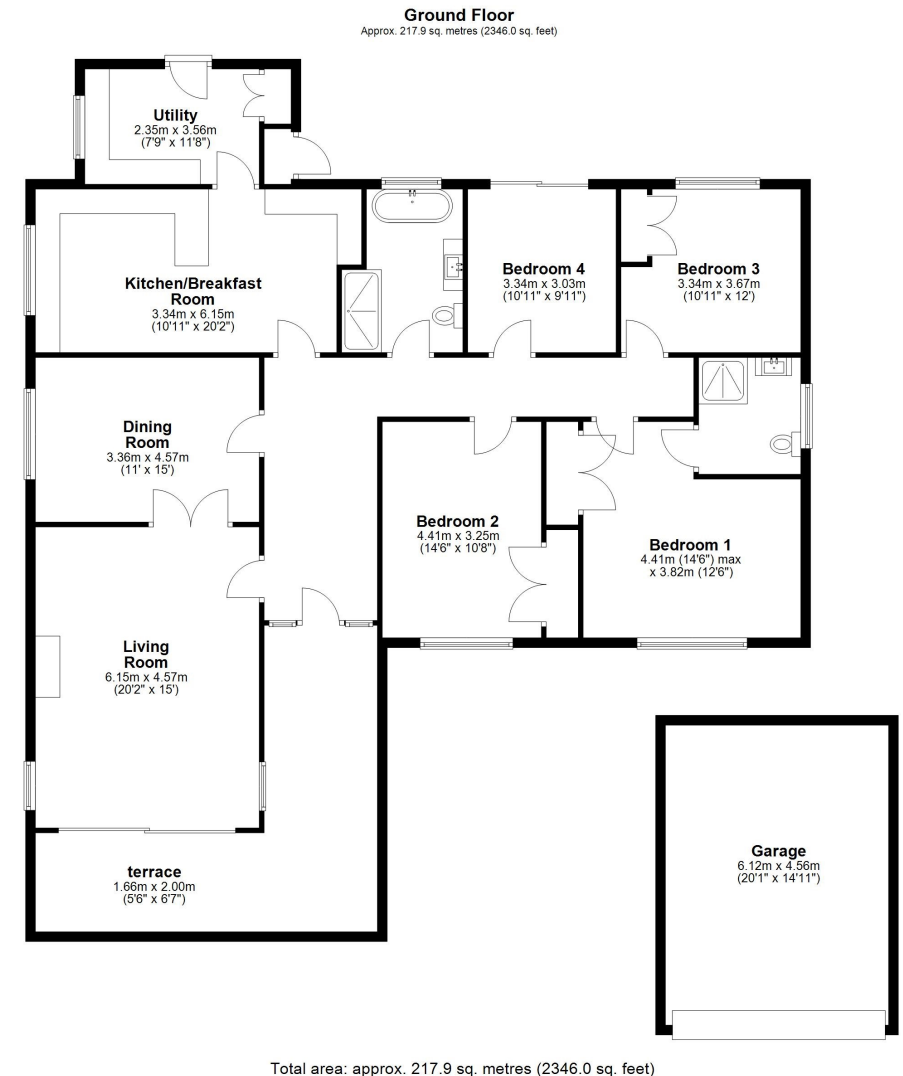 Ground Floor
Approx. 217.9 sq. metres (2346.0 sq. feet)
Utility
2.35m x 3.56m
(7'9" x 11'8")
Kitchen/Breakfast
Room
3.34m x 6.15m
(10'11" x 20'2")
Bedroom 4
3.34m x 3.03m
(10'11" x 9'11")
Bedroom 3
3.34m x 3.67m
(10'11" x 12')
Dining
Room
3.36m x 4.57m
(11' x 15')
Bedroom 2
4.41m x 3.25m
(14'6" x 10'8")
Bedroom 1
4.41m (14'6") max
x 3.82m (12'6")
Living
Room
6.15m x 4.57m
(20'2" x 15')
terrace
1.66m x 2.00m
(5'6" x 6'7")
Garage
6.12m x 4.56m
(20'1" x 14'11")
Total area: approx. 217.9 sq. metres (2346.0 sq. feet)